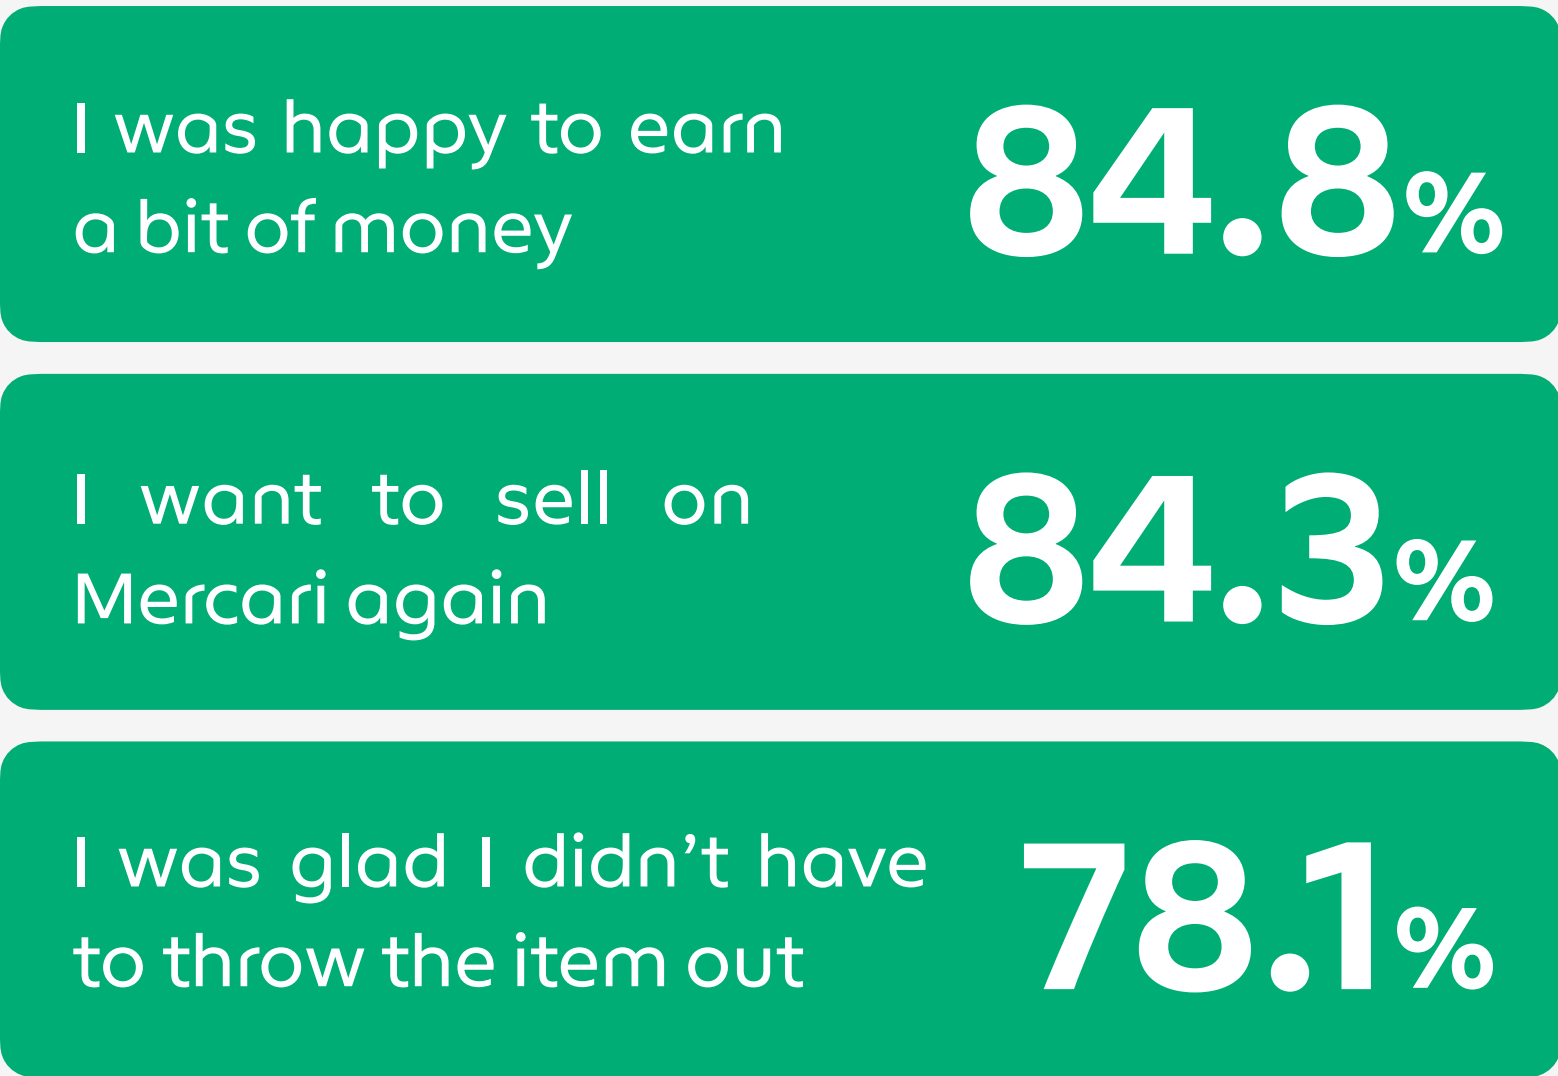 I was happy to earn
a bit of money
84.8%
I want to sell on
Mercari again
84.3%
I was glad I didn’t have
to throw the item out
78.1%